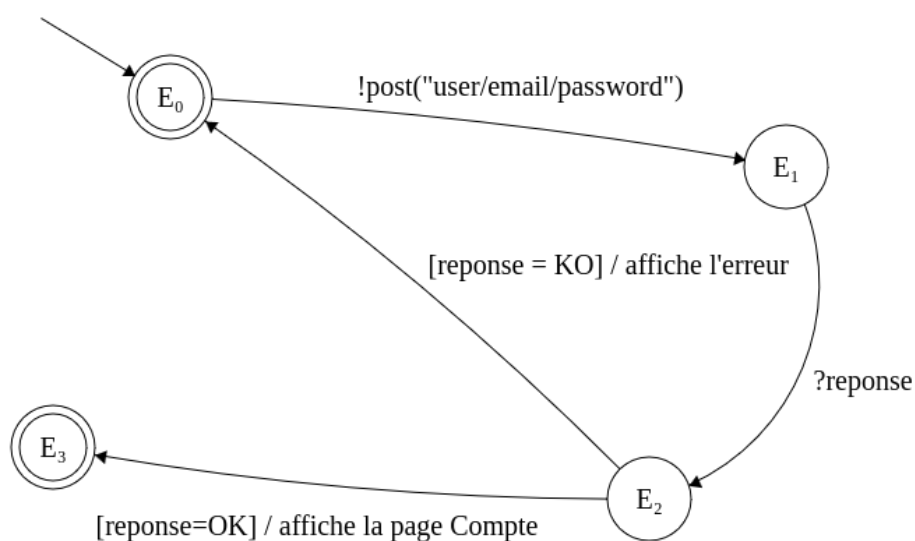 E₀
!post("user/email/password")
E₁
[reponse = KO] / affiche l'erreur
?reponse
E₃
E₂
[reponse=OK] / affiche la page Compte